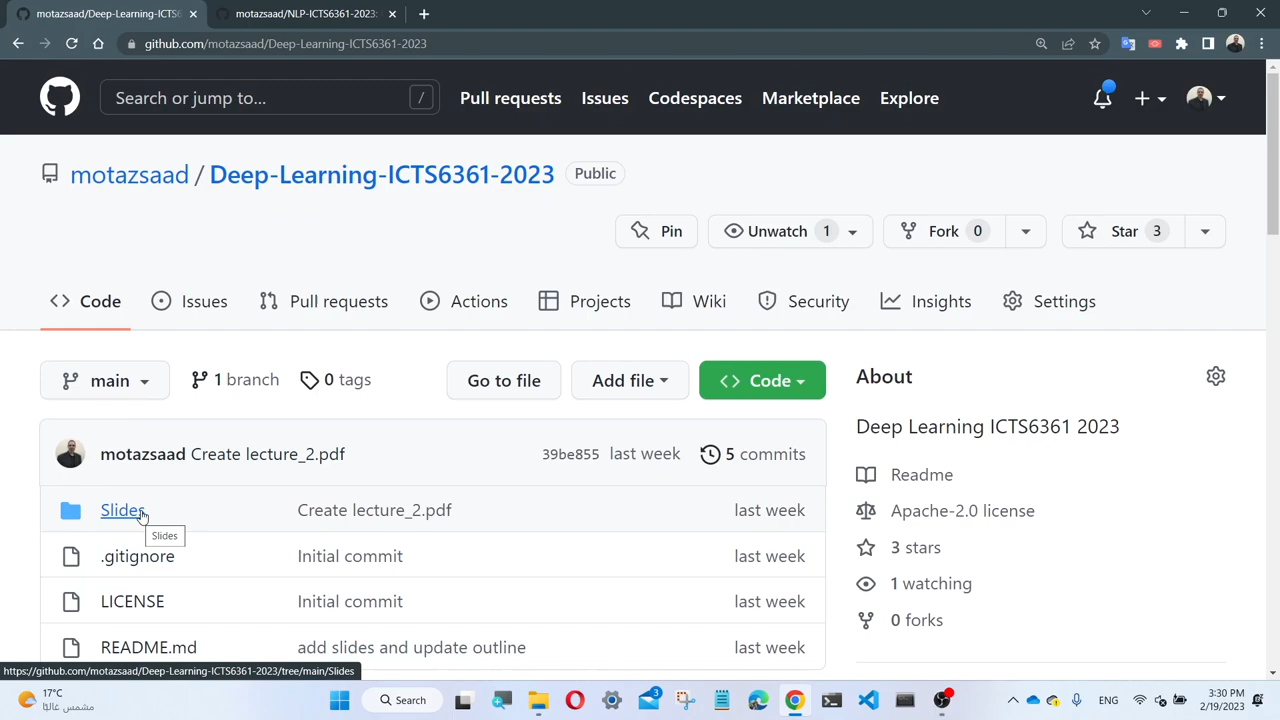 motazsaad/Deep-Learning-ICTS6
motazsaad/NLP-ICTS6361-2023:
github.com/motazsaad/Deep-Learning-ICTS6361-2023
Search or jump to... /
Pull requests Issues Codespaces Marketplace Explore
motazsaad / Deep-Learning-ICTS6361-2023 Public
Pin Unwatch 1 Fork 0 Star 3
Code Issues Pull requests Actions Projects Wiki Security Insights Settings
main 1 branch 0 tags Go to file Add file Code
motazsaad Create lecture_2.pdf 39be855 last week 5 commits
Slides Create lecture_2.pdf last week
Slides
.gitignore Initial commit last week
LICENSE Initial commit last week
README.md add slides and update outline last week
About
Deep Learning ICTS6361 2023
Readme
Apache-2.0 license
3 stars
1 watching
0 forks
https://github.com/motazsaad/Deep-Learning-ICTS6361-2023/tree/main/Slides
17°C
مشمس غالبًا
Search
3
ENG
3:30 PM
2/19/2023